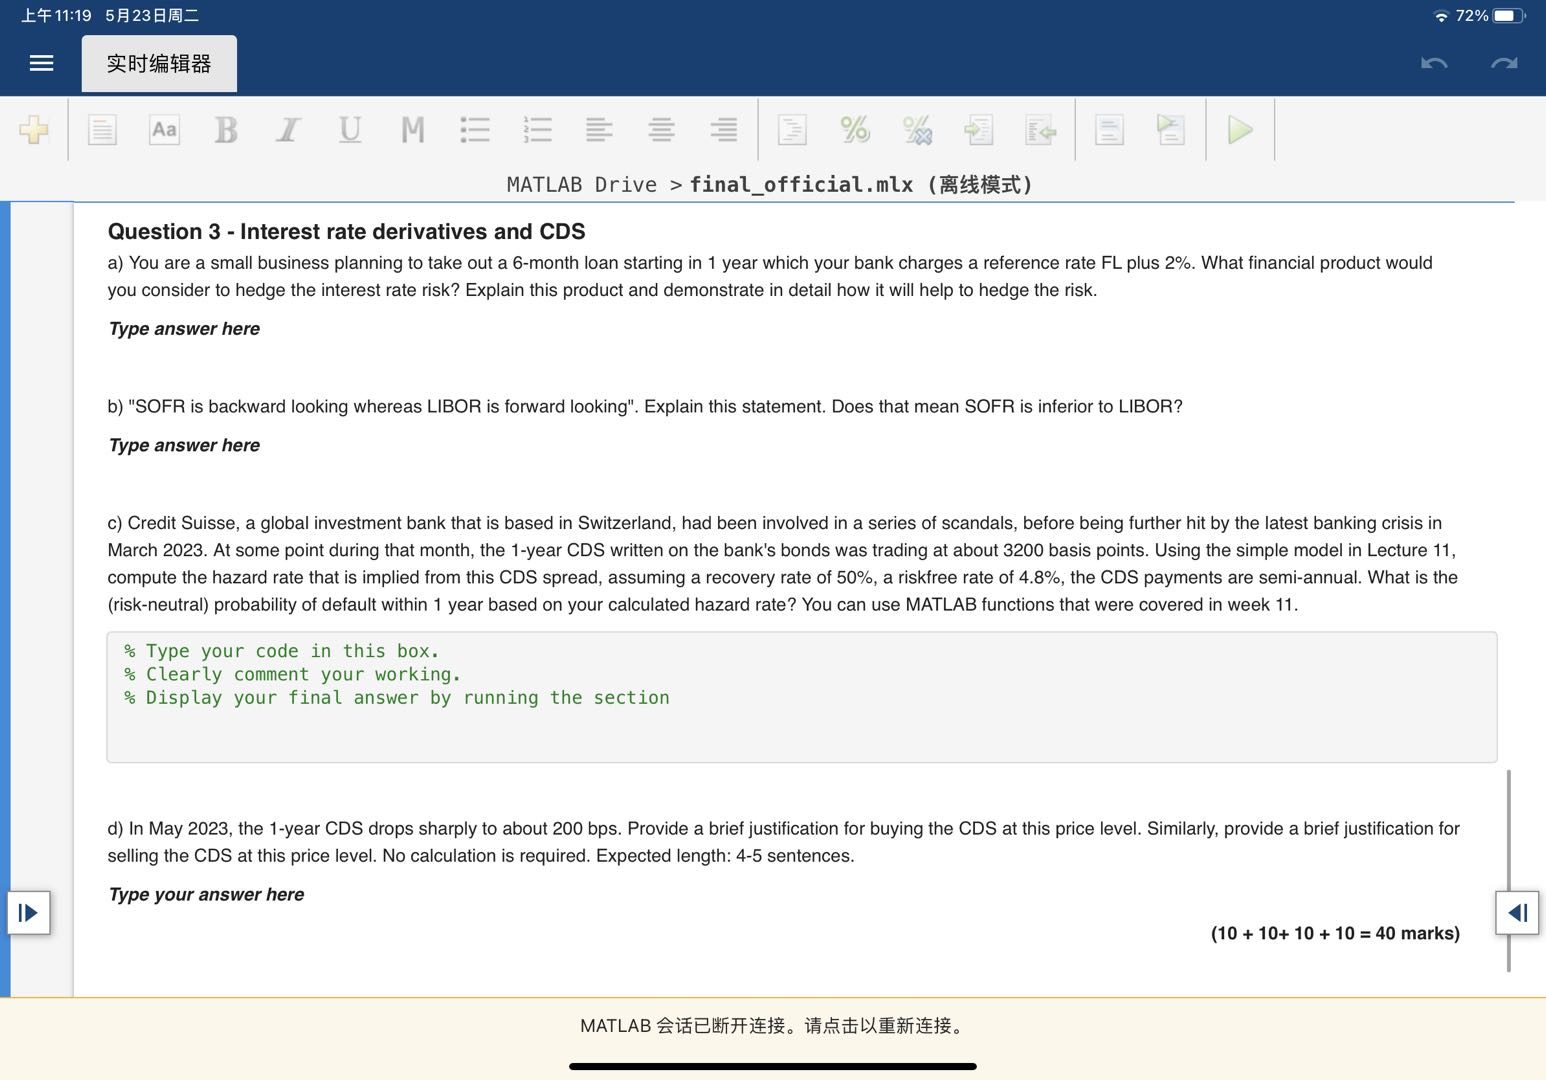 上午11:19 5月23日周二
72%
实时编辑器
Aa B I U M
MATLAB Drive > final_official.mlx (离线模式)
Question 3 - Interest rate derivatives and CDS
a) You are a small business planning to take out a 6-month loan starting in 1 year which your bank charges a reference rate FL plus 2%. What financial product would
you consider to hedge the interest rate risk? Explain this product and demonstrate in detail how it will help to hedge the risk.
Type answer here
b) "SOFR is backward looking whereas LIBOR is forward looking". Explain this statement. Does that mean SOFR is inferior to LIBOR?
Type answer here
c) Credit Suisse, a global investment bank that is based in Switzerland, had been involved in a series of scandals, before being further hit by the latest banking crisis in
March 2023. At some point during that month, the 1-year CDS written on the bank's bonds was trading at about 3200 basis points. Using the simple model in Lecture 11,
compute the hazard rate that is implied from this CDS spread, assuming a recovery rate of 50%, a riskfree rate of 4.8%, the CDS payments are semi-annual. What is the
(risk-neutral) probability of default within 1 year based on your calculated hazard rate? You can use MATLAB functions that were covered in week 11.
% Type your code in this box.
% Clearly comment your working.
% Display your final answer by running the section
d) In May 2023, the 1-year CDS drops sharply to about 200 bps. Provide a brief justification for buying the CDS at this price level. Similarly, provide a brief justification for
selling the CDS at this price level. No calculation is required. Expected length: 4-5 sentences.
Type your answer here
(10 + 10+ 10 + 10 = 40 marks)
MATLAB 会话已断开连接。请点击以重新连接。